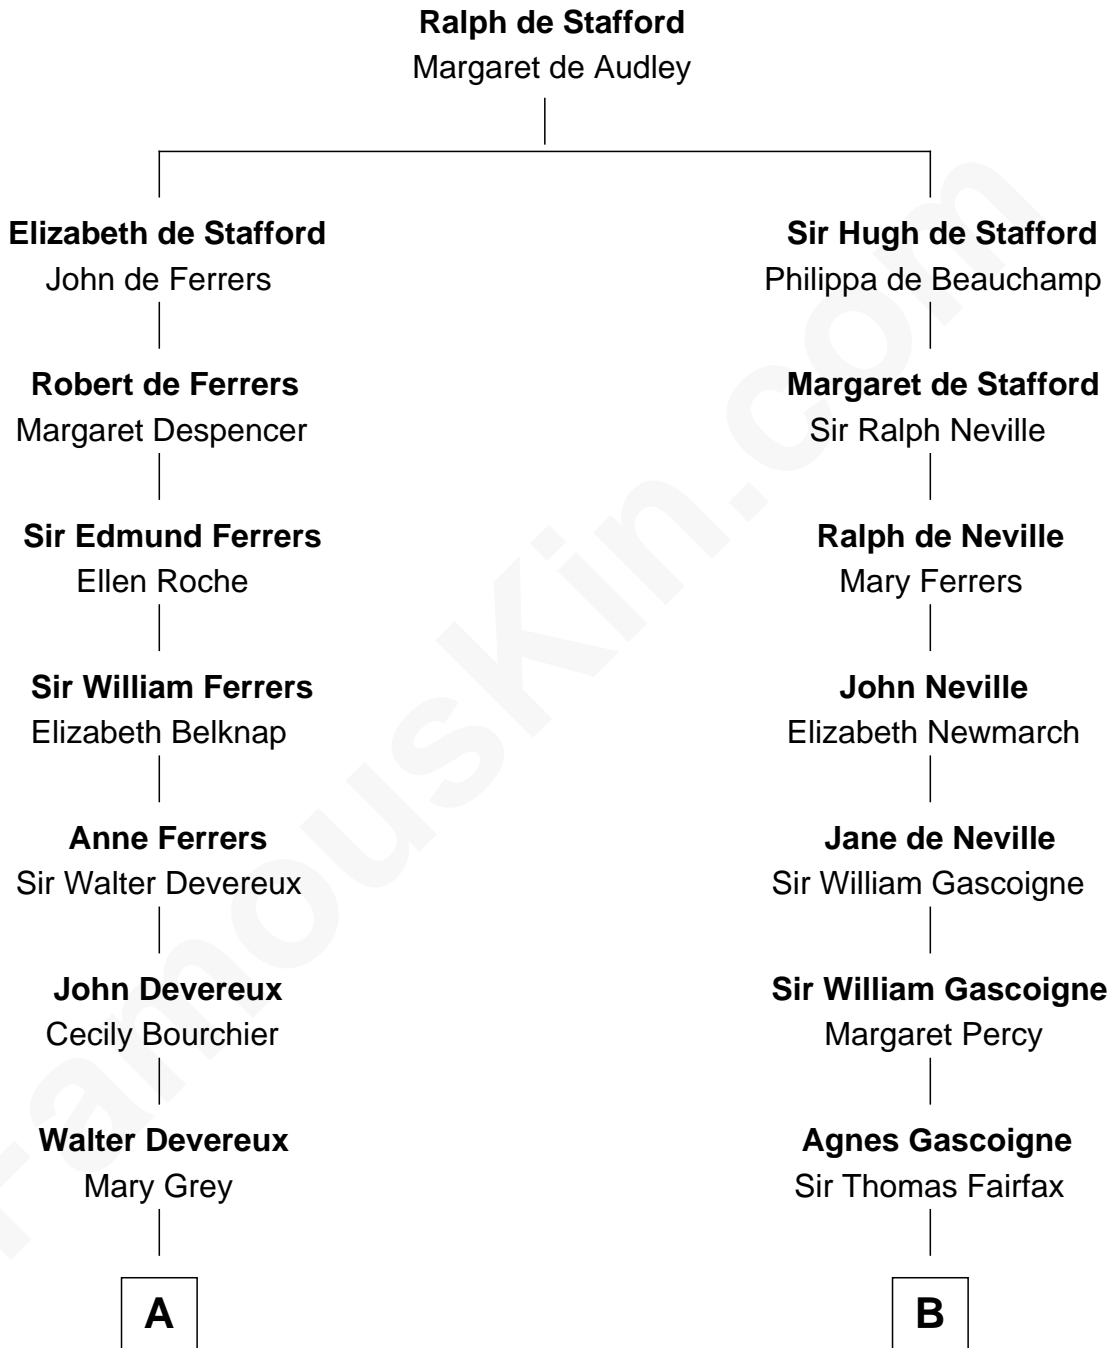 Ralph de Stafford
Margaret de Audley
Elizabeth de Stafford
John de Ferrers
Robert de Ferrers
Margaret Despencer
Sir Edmund Ferrers
Ellen Roche
Sir William Ferrers
Elizabeth Belknap
Anne Ferrers
Sir Walter Devereux
John Devereux
Cecily Bourchier
Walter Devereux
Mary Grey
A
Sir Hugh de Stafford
Philippa de Beauchamp
Margaret de Stafford
Sir Ralph Neville
Ralph de Neville
Mary Ferrers
John Neville
Elizabeth Newmarch
Jane de Neville
Sir William Gascoigne
Sir William Gascoigne
Margaret Percy
Agnes Gascoigne
Sir Thomas Fairfax
B
FamousKin.com